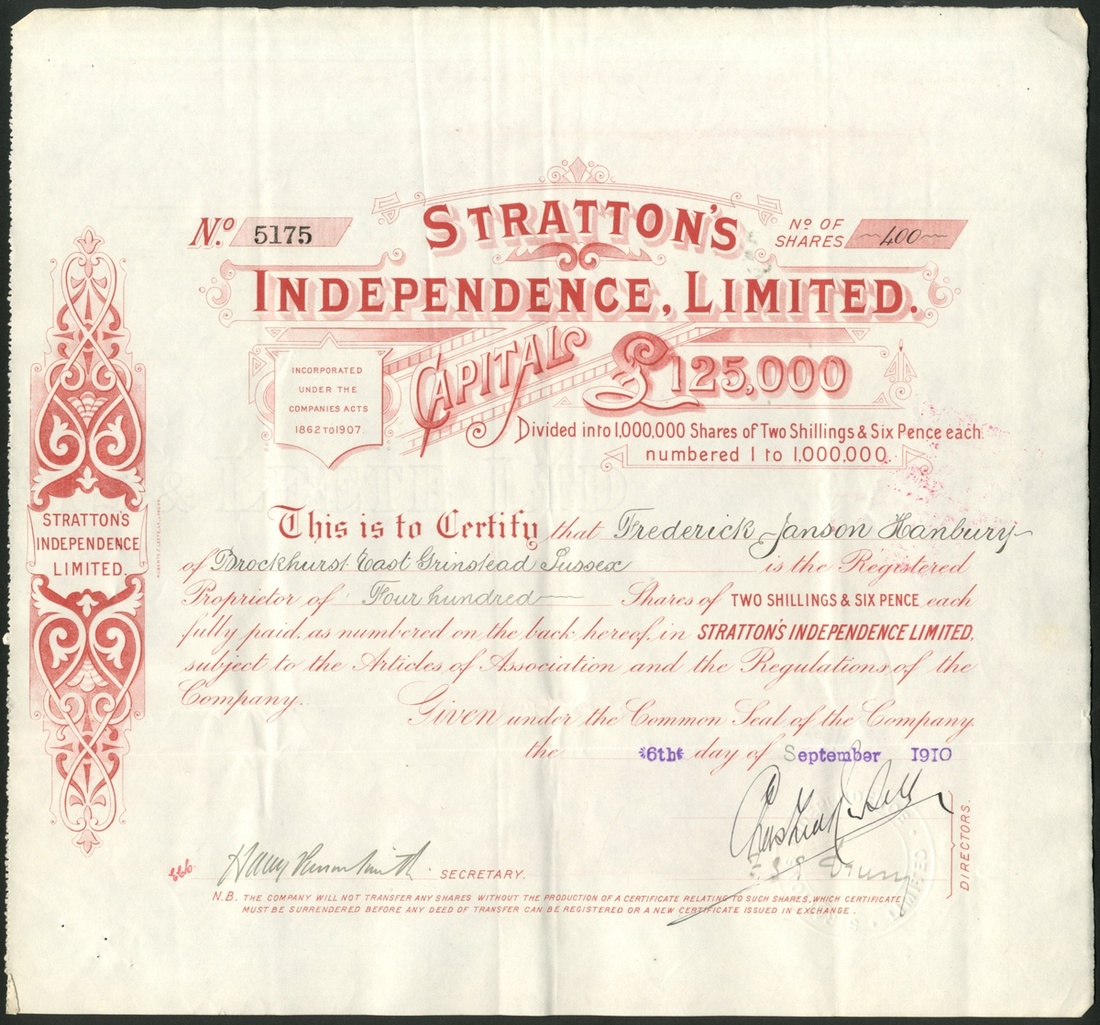 STRATTON'S
No. 5175
No OF SHARES 400
INDEPENDENCE, LIMITED.
INCORPORATED
UNDER THE
COMPANIES ACTS
1862 TO 1907.
CAPITAL £125,000
Divided into 1,000,000 Shares of Two Shillings & Six Pence each
numbered 1 to 1,000,000.
STRATTON'S
INDEPENDENCE
LIMITED.
This is to Certify that Frederick Janson Hanbury
of Brockhurst East Grinstead Sussex is the Registered
Proprietor of Four hundred Shares of TWO SHILLINGS & SIX PENCE each
fully paid, as numbered on the back hereof, in STRATTON'S INDEPENDENCE LIMITED,
subject to the Articles of Association and the Regulations of the
Company. Given under the Common Seal of the Company
the *6th* day of September 1910
DIRECTORS.
Harry SECRETARY.
N.B. THE COMPANY WILL NOT TRANSFER ANY SHARES WITHOUT THE PRODUCTION OF A CERTIFICATE RELATING TO SUCH SHARES, WHICH CERTIFICATE
MUST BE SURRENDERED BEFORE ANY DEED OF TRANSFER CAN BE REGISTERED OR A NEW CERTIFICATE ISSUED IN EXCHANGE.